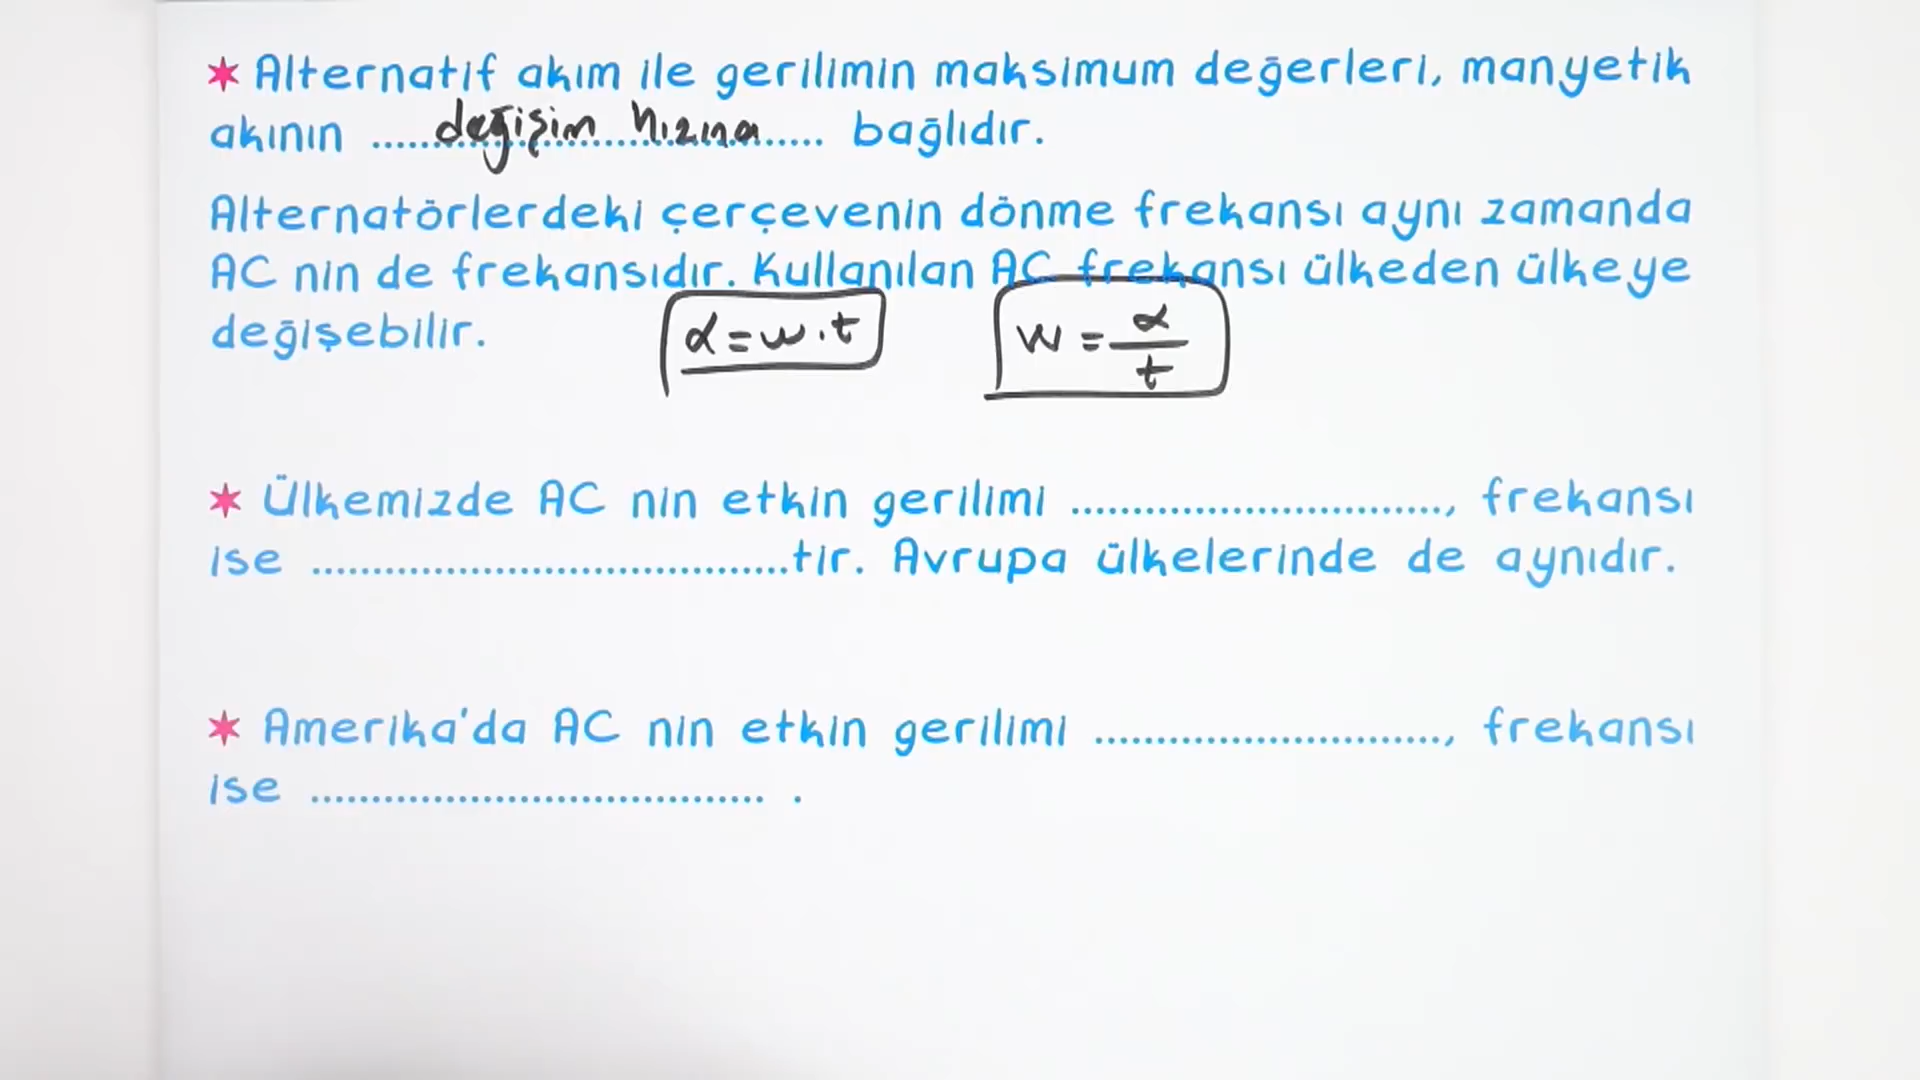 ✶ Alternatif akım ile gerilimin maksimum değerleri, manyetik
akının .....değişim hızına..... bağlıdır.
Alternatörlerdeki çerçevenin dönme frekansı aynı zamanda
AC nin de frekansıdır. Kullanılan AC frekansı ülkeden ülkeye
değişebilir.
α = w.t
w = α/t
✶ Ülkemizde AC nin etkin gerilimi .............................., frekansı
ise .......................................tir. Avrupa ülkelerinde de aynıdır.
✶ Amerika'da AC nin etkin gerilimi ............................, frekansı
ise ..................................... .